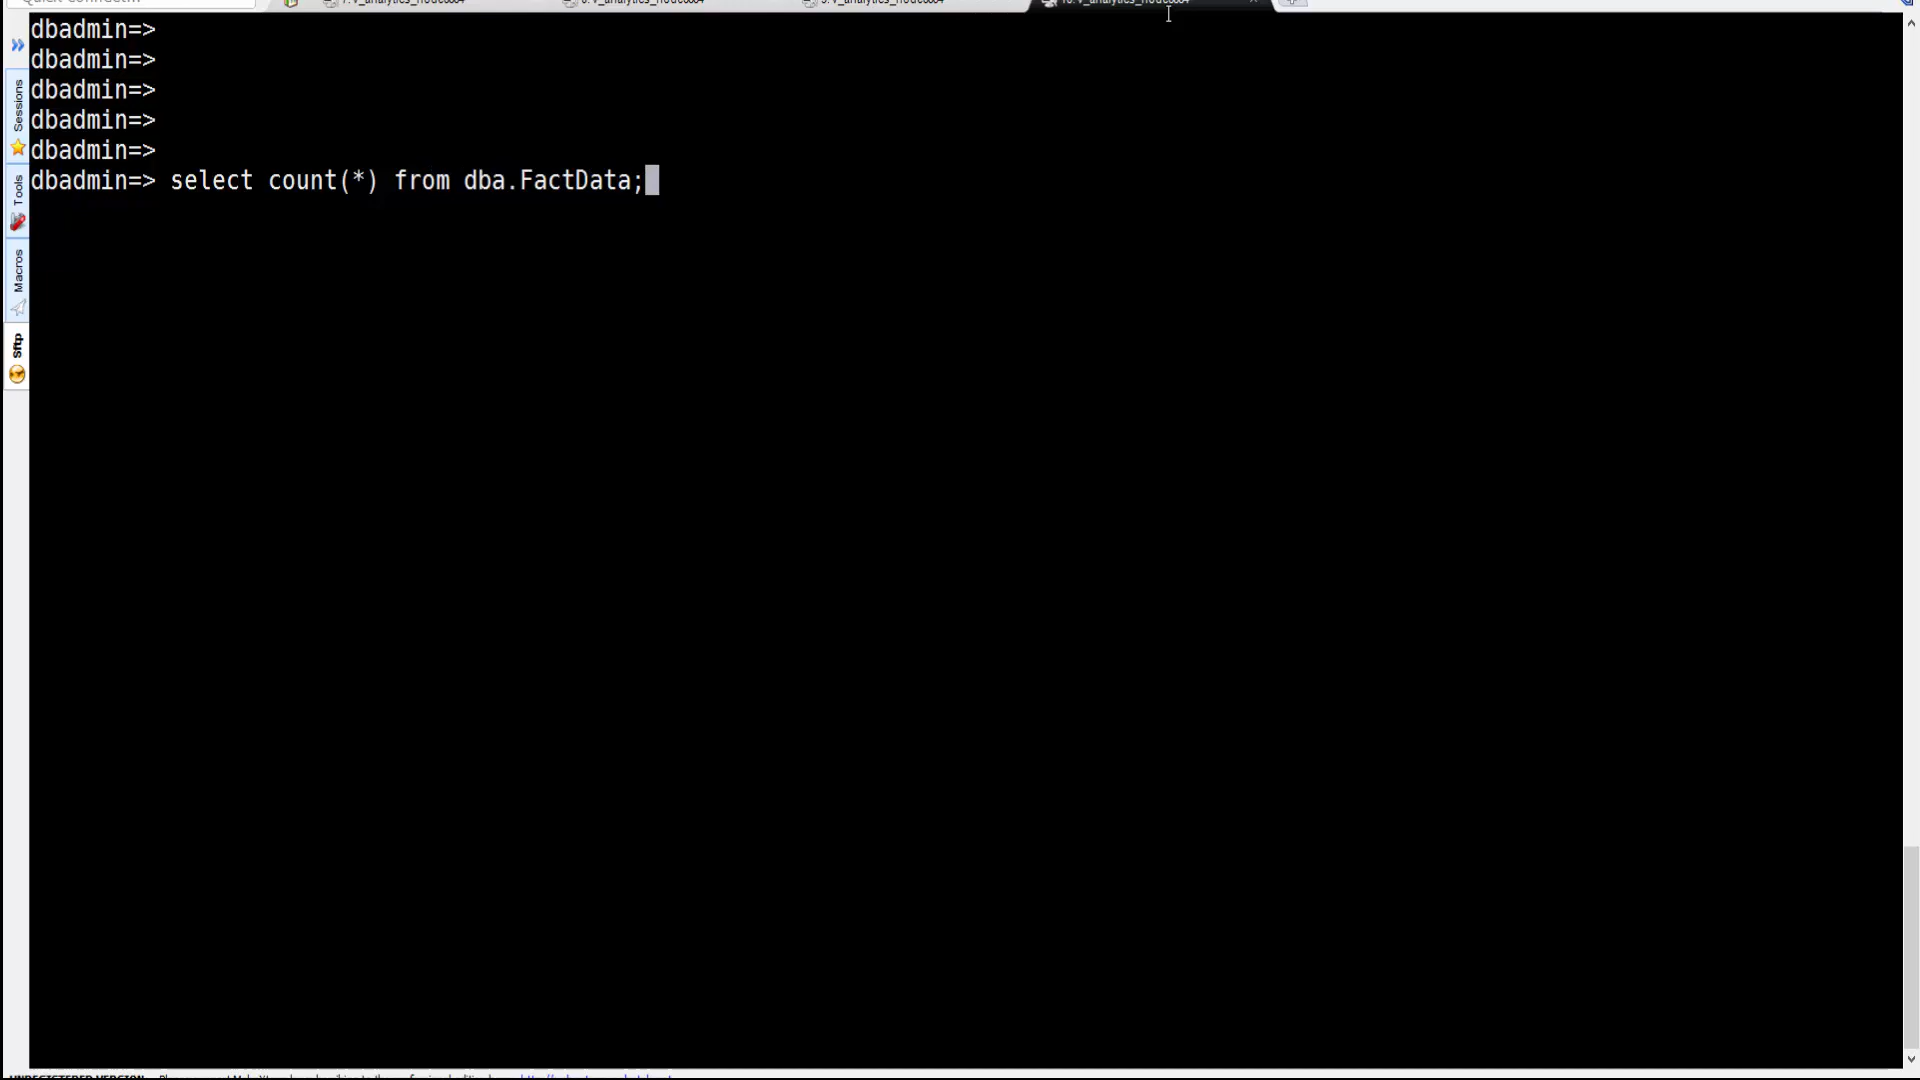 dbadmin=>
dbadmin=>
dbadmin=>
dbadmin=>
dbadmin=>
dbadmin=> select count(*) from dba.FactData;
Sessions
Tools
Macros
Sftp